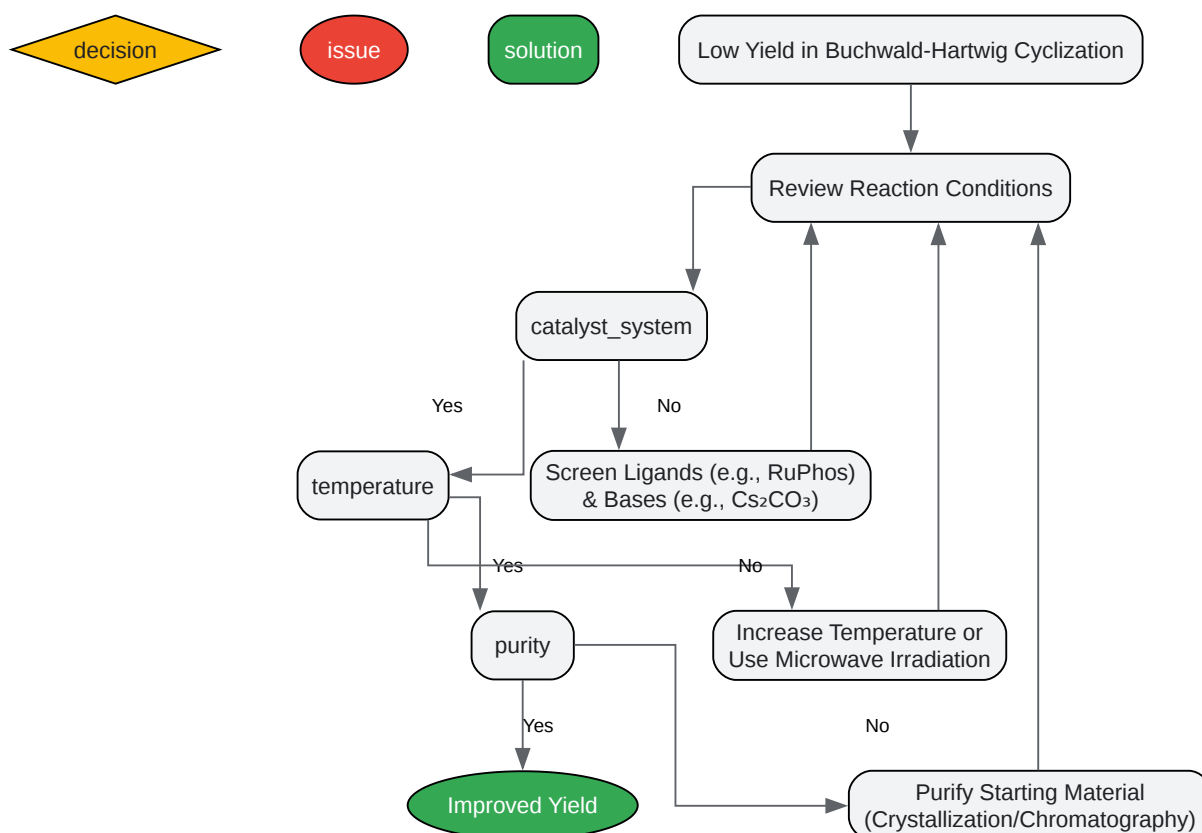 decision
issue
solution
Low Yield in Buchwald-Hartwig Cyclization
Review Reaction Conditions
catalyst_system
Yes
No
temperature
Screen Ligands (e.g., RuPhos)
& Bases (e.g., Cs₂CO₃)
Yes
No
purity
Increase Temperature or
Use Microwave Irradiation
Yes
No
Improved Yield
Purify Starting Material
(Crystallization/Chromatography)